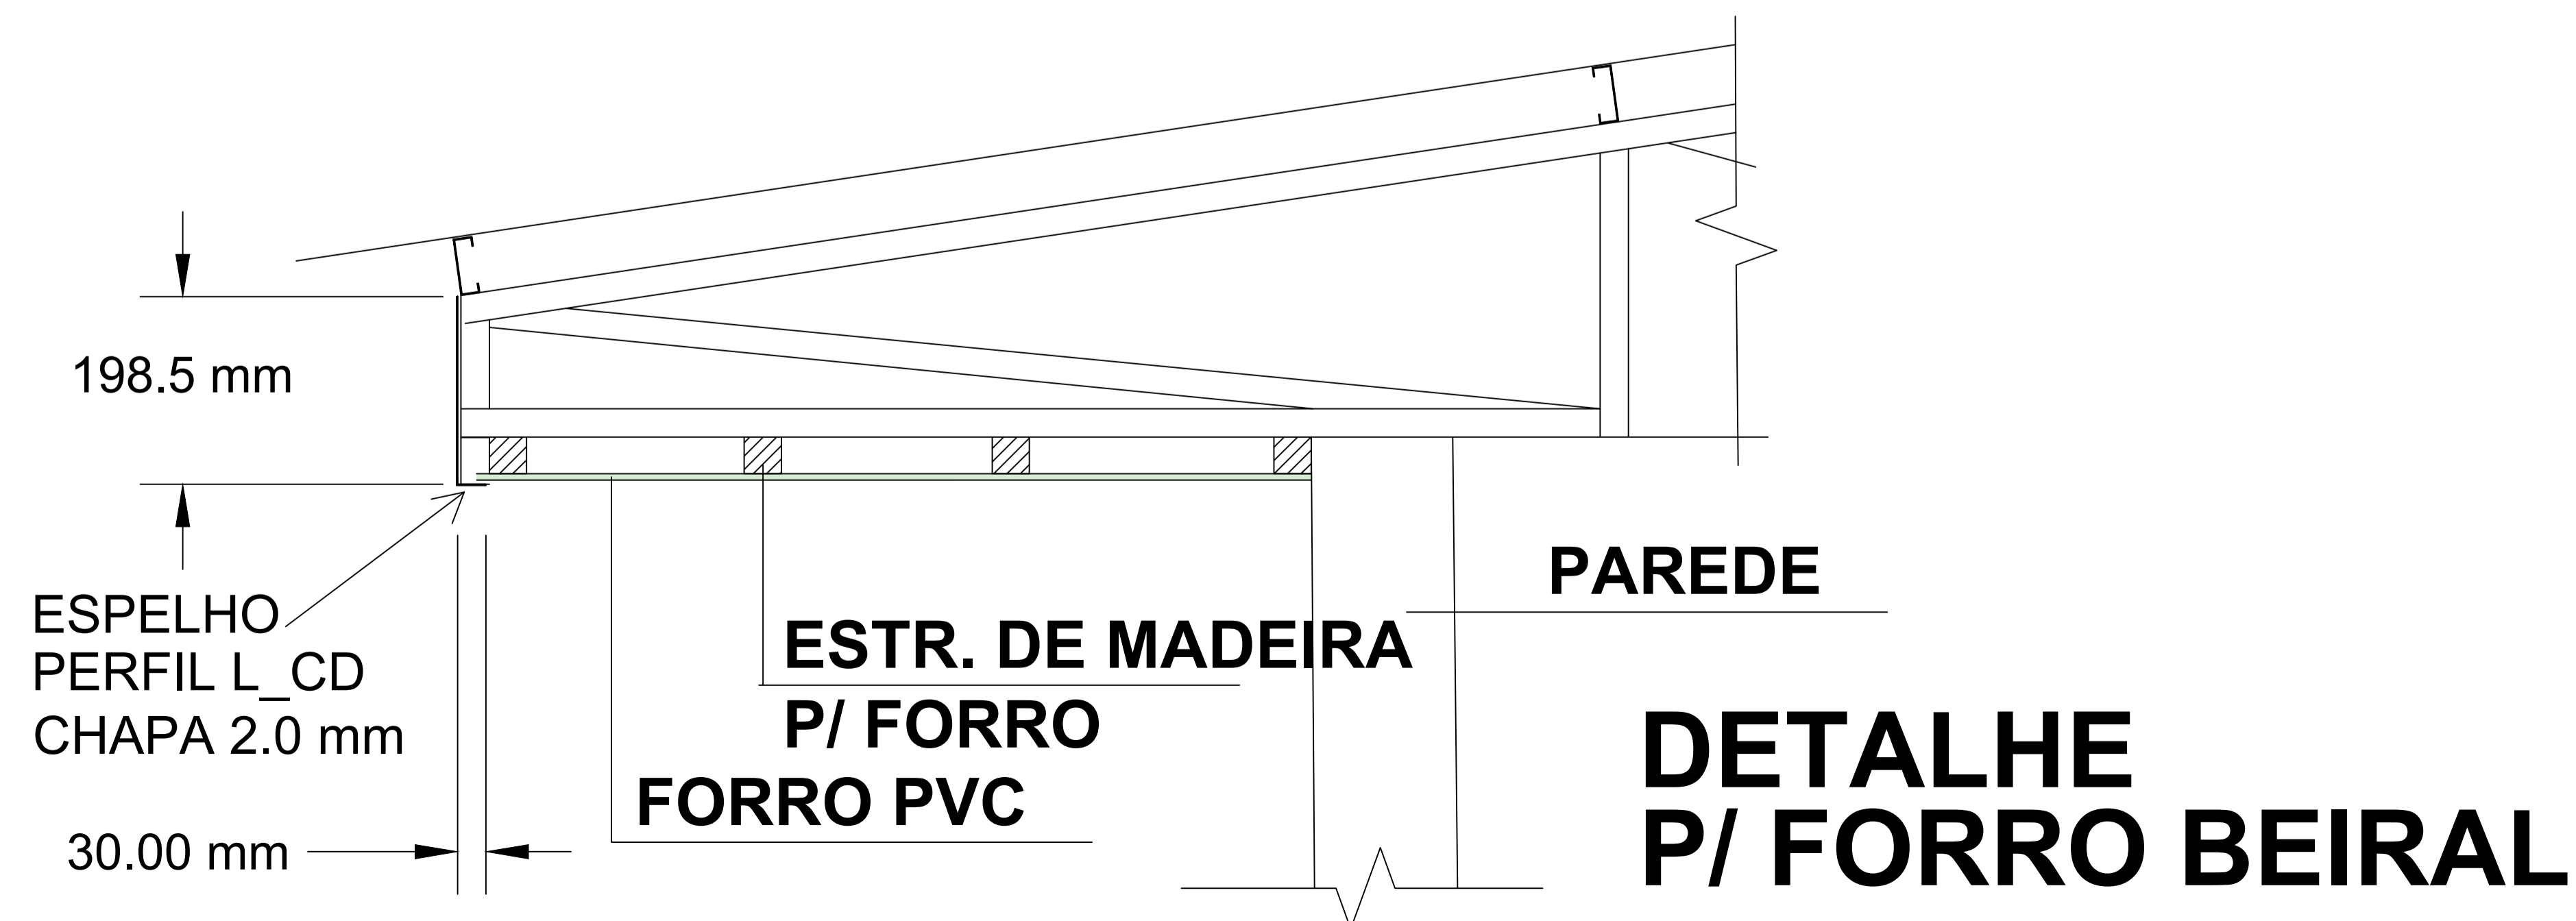 198.5 mm
ESPELHO
PERFIL L_CD
CHAPA 2.0 mm
30.00 mm
ESTR. DE MADEIRA
P/ FORRO
FORRO PVC
PAREDE
DETALHE
P/ FORRO BEIRAL